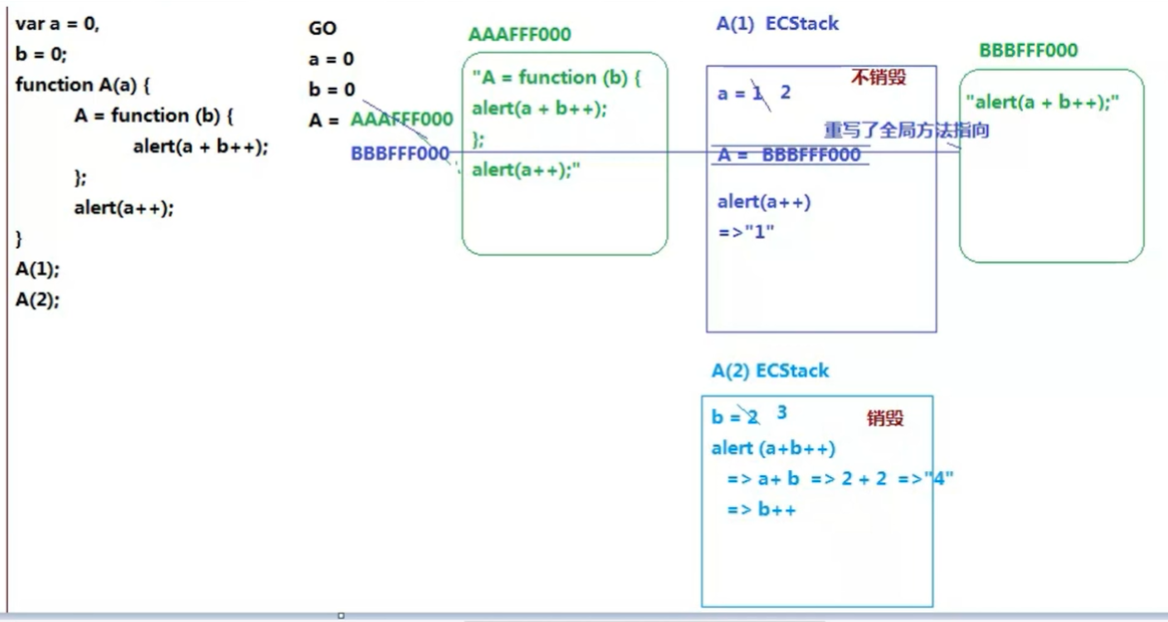 var a = 0,
b = 0;
function A(a) {
A = function (b) {
alert(a + b++);
};
alert(a++);
}
A(1);
A(2);
GO
a = 0
b = 0
A = AAAFFF000
BBBFFF000
AAAFFF000
"A = function (b) {
alert(a + b++);
};
alert(a++);"
A(1) ECStack
不销毁
a = 1 2
重写了全局方法指向
A = BBBFFF000
alert(a++)
=>"1"
BBBFFF000
"alert(a + b++);"
A(2) ECStack
b = 2 3
销毁
alert (a+b++)
=> a+ b => 2 + 2 =>"4"
=> b++